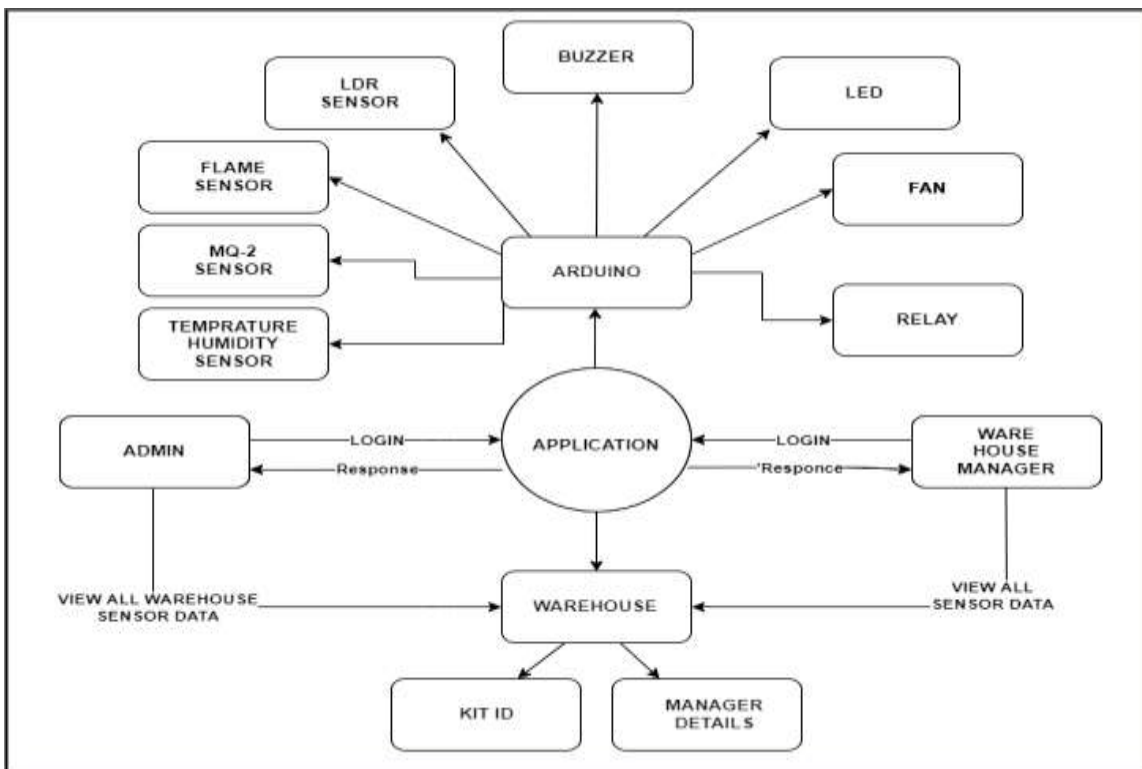 BUZZER
LDR
SENSOR
LED
FLAME
SENSOR
FAN
MQ-2
SENSOR
ARDUINO
TEMPRATURE
HUMIDITY
SENSOR
RELAY
ADMIN
LOGIN
Response
APPLICATION
LOGIN
'Responce
WARE
HOUSE
MANAGER
VIEW ALL WAREHOUSE
SENSOR DATA
WAREHOUSE
VIEW ALL
SENSOR DATA
KIT ID
MANAGER
DETAILS